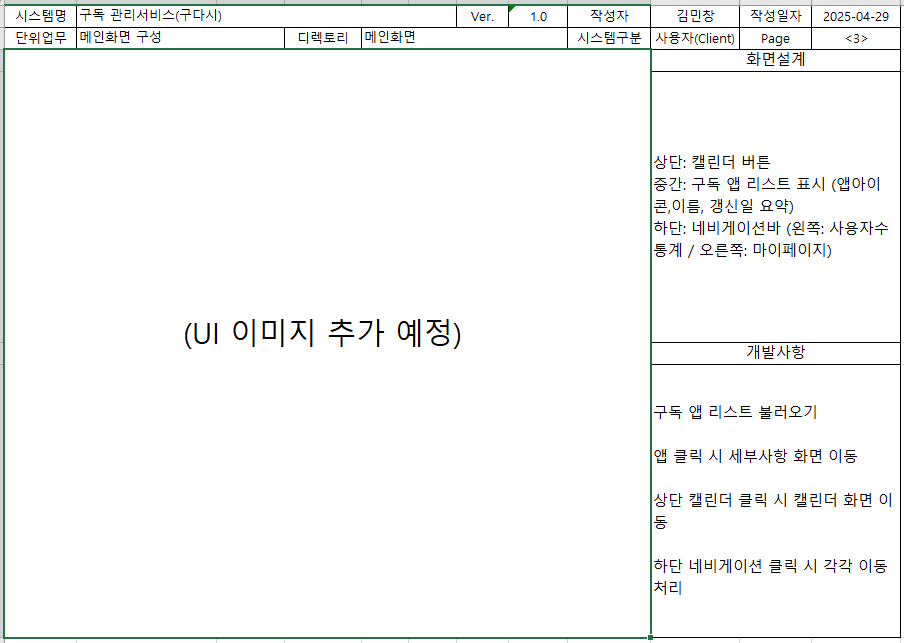 시스템명 구독 관리서비스(구다시) Ver. 1.0 작성자 김민창 작성일자 2025-04-29
단위업무 메인화면 구성 디렉토리 메인화면 시스템구분 사용자(Client) Page <3>
화면설계
상단: 캘린더 버튼
중간: 구독 앱 리스트 표시 (앱아이
콘,이름, 갱신일 요약)
하단: 네비게이션바 (왼쪽: 사용자수
통계 / 오른쪽: 마이페이지)
(UI 이미지 추가 예정)
개발사항
구독 앱 리스트 불러오기
앱 클릭 시 세부사항 화면 이동
상단 캘린더 클릭 시 캘린더 화면 이
동
하단 네비게이션 클릭 시 각각 이동
처리